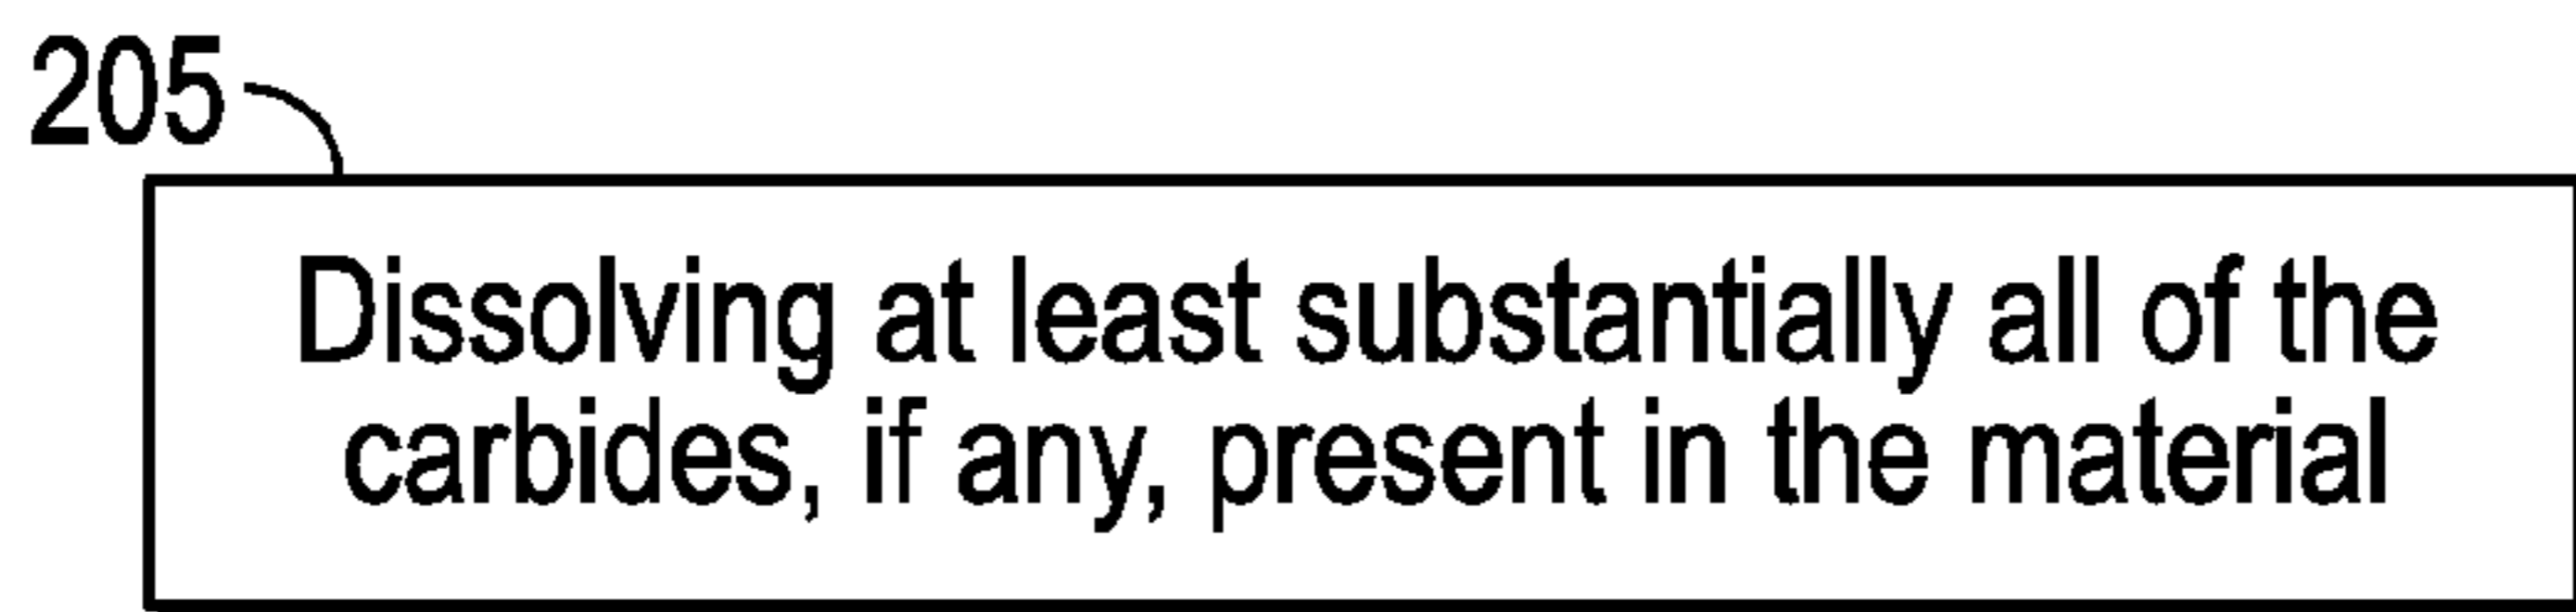 205
Dissolving at least substantially all of the
carbides, if any, present in the material